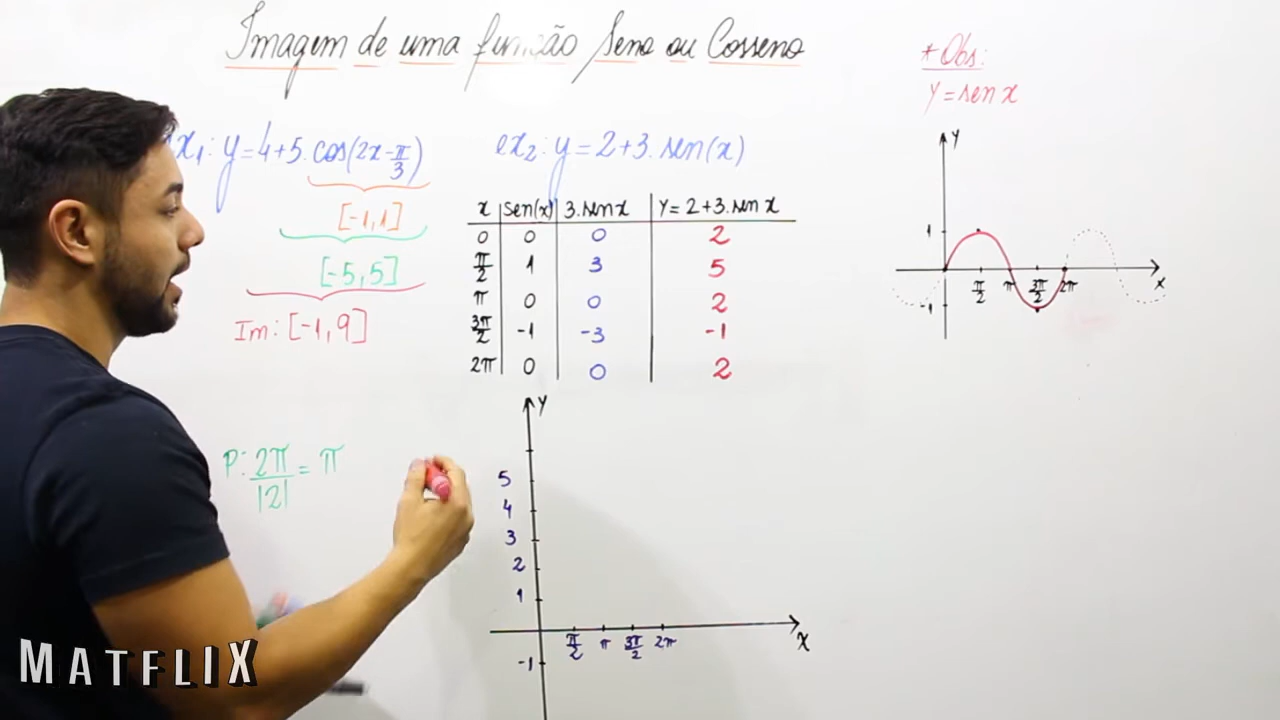 Imagem de uma função Seno ou Cosseno
x₁: y=4+5.cos(2x-π/3)
[-1,1]
[-5,5]
Im: [-1,9]
P: 2π/|2| = π
ex₂: y=2+3.sen(x)
x | sen(x) | 3.sen x | y=2+3.sen x
0 | 0 | 0 | 2
π/2 | 1 | 3 | 5
π | 0 | 0 | 2
3π/2 | -1 | -3 | -1
2π | 0 | 0 | 2
y
5
4
3
2
1
π/2 π 3π/2 2π x
-1
* Obs:
y=sen x
y
1
π/2 π 3π/2 2π x
-1
MATFLIX